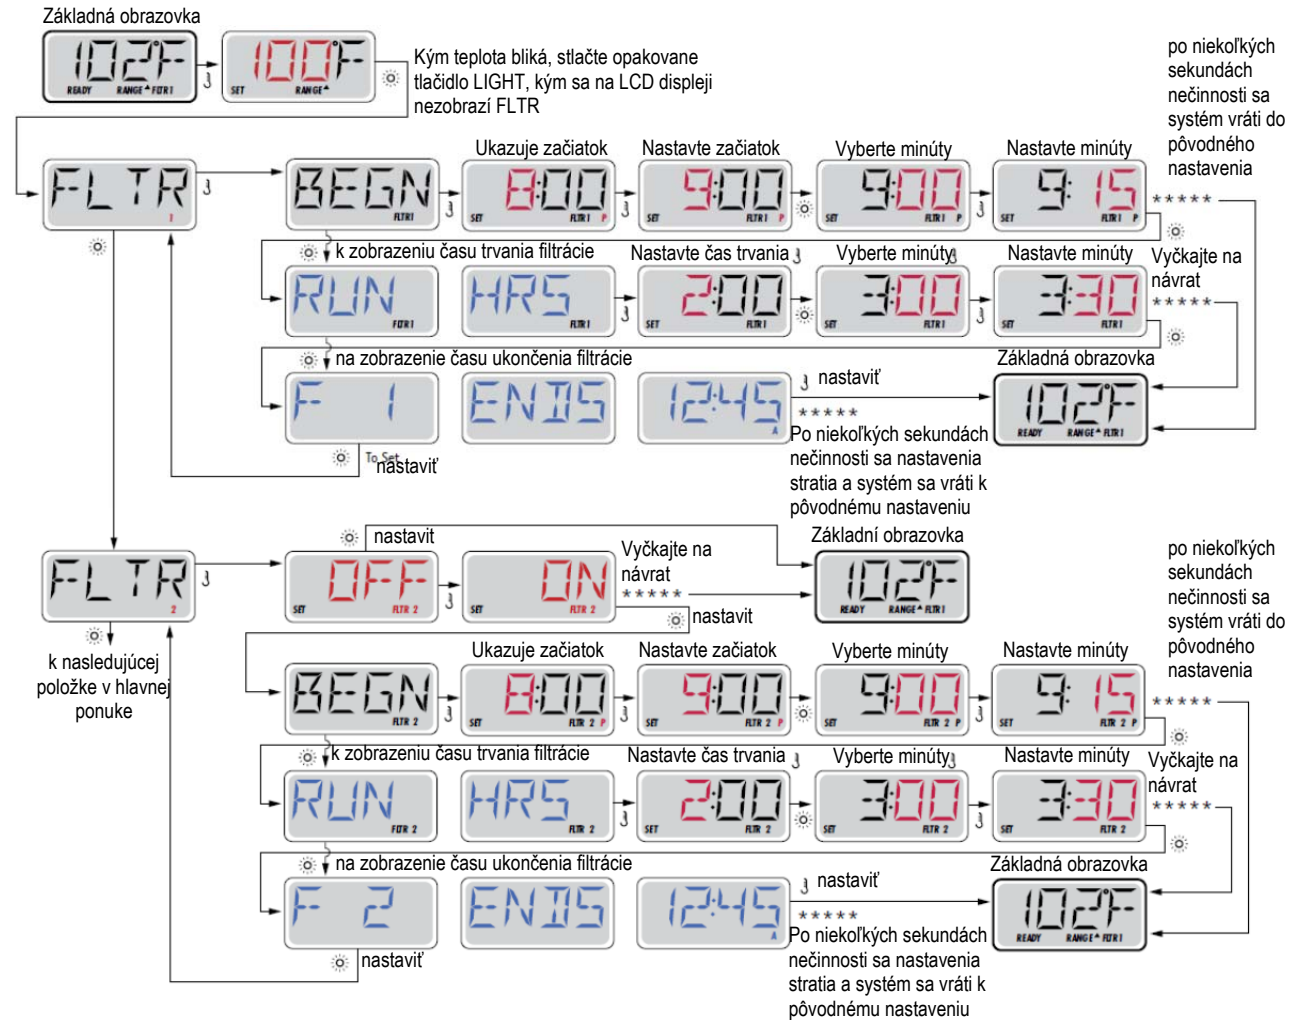 Základná obrazovka
102°F
READY RANGE FLTR1
100°F
SET RANGE
Kým teplota bliká, stlačte opakovane
tlačidlo LIGHT, kým sa na LCD displeji
nezobrazí FLTR
po niekoľkých
sekundách
nečinnosti sa
systém vráti do
pôvodného
nastavenia
Ukazuje začiatok
Nastavte začiatok
Vyberte minúty
Nastavte minúty
FLTR
1
BEGN
FLTR1
8:00
SET FLTR1 P
9:00
SET FLTR1 P
9:00
SET FLTR1 P
9:15
SET FLTR1 P
*****
k zobrazeniu času trvania filtrácie
Nastavte čas trvania
Vyberte minúty
Nastavte minúty
Vyčkajte na
návrat
*****
RUN
FLTR1
HRS
FLTR1
2:00
SET FLTR1
3:00
SET FLTR1
3:30
SET FLTR1
na zobrazenie času ukončenia filtrácie
Základná obrazovka
F 1
ENDS
12:45
A
nastaviť
*****
102°F
READY RANGE FLTR1
Po niekoľkých sekundách
nečinnosti sa nastavenia
stratia a systém sa vráti k
pôvodnému nastaveniu
To Set
nastaviť
nastavit
Základní obrazovka
FLTR
2
OFF
SET FLTR 2
ON
SET FLTR 2
Vyčkajte na
návrat
*****
nastavit
102°F
READY RANGE FLTR1
po niekoľkých
sekundách
nečinnosti sa
systém vráti do
pôvodného
nastavenia
k nasledujúcej
položke v hlavnej
ponuke
Ukazuje začiatok
Nastavte začiatok
Vyberte minúty
Nastavte minúty
BEGN
FLTR 2
8:00
SET FLTR 2 P
9:00
SET FLTR 2 P
9:00
SET FLTR 2 P
9:15
SET FLTR 2 P
*****
k zobrazeniu času trvania filtrácie
Nastavte čas trvania
Vyberte minúty
Nastavte minúty
Vyčkajte na
návrat
*****
RUN
FLTR 2
HRS
FLTR 2
2:00
SET FLTR 2
3:00
SET FLTR 2
3:30
SET FLTR 2
na zobrazenie času ukončenia filtrácie
Základná obrazovka
F 2
ENDS
12:45
A
nastaviť
*****
102°F
READY RANGE FLTR1
Po niekoľkých sekundách
nečinnosti sa nastavenia
stratia a systém sa vráti k
pôvodnému nastaveniu
nastaviť